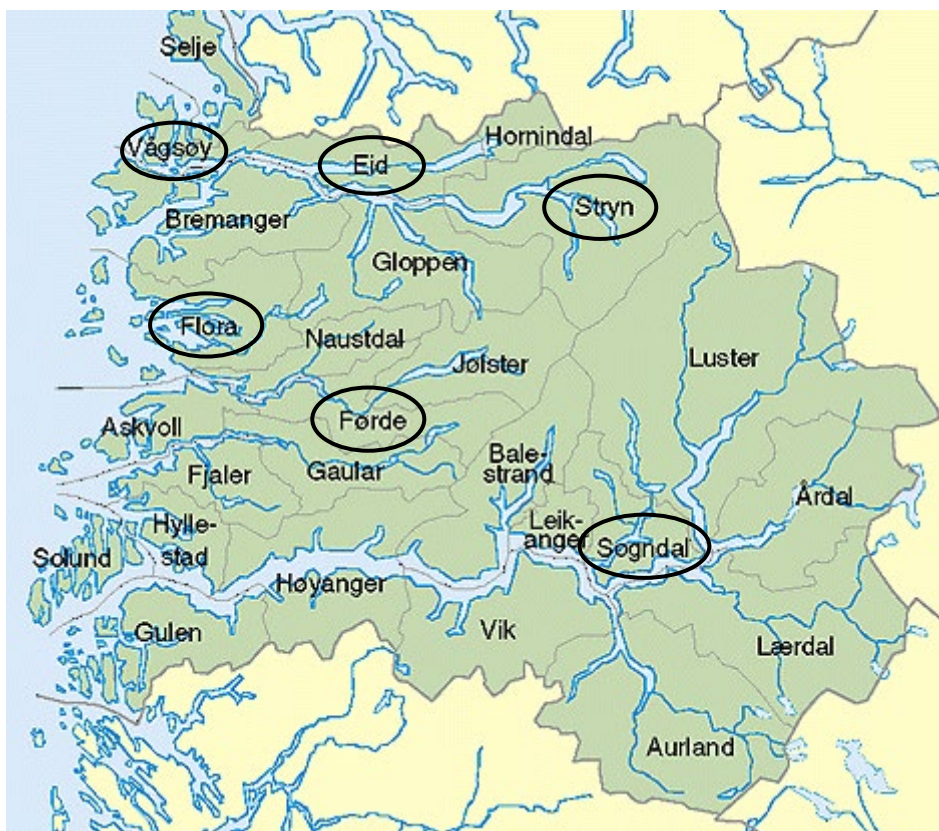 Selje
Vågsøy
Eid
Hornindal
Stryn
Bremanger
Gloppen
Flora
Naustdal
Jølster
Luster
Førde
Askvoll
Fjaler
Gaular
Bale-
strand
Årdal
Hylle-
stad
Leik-
anger
Sogndal
Solund
Høyanger
Gulen
Vik
Lærdal
Aurland